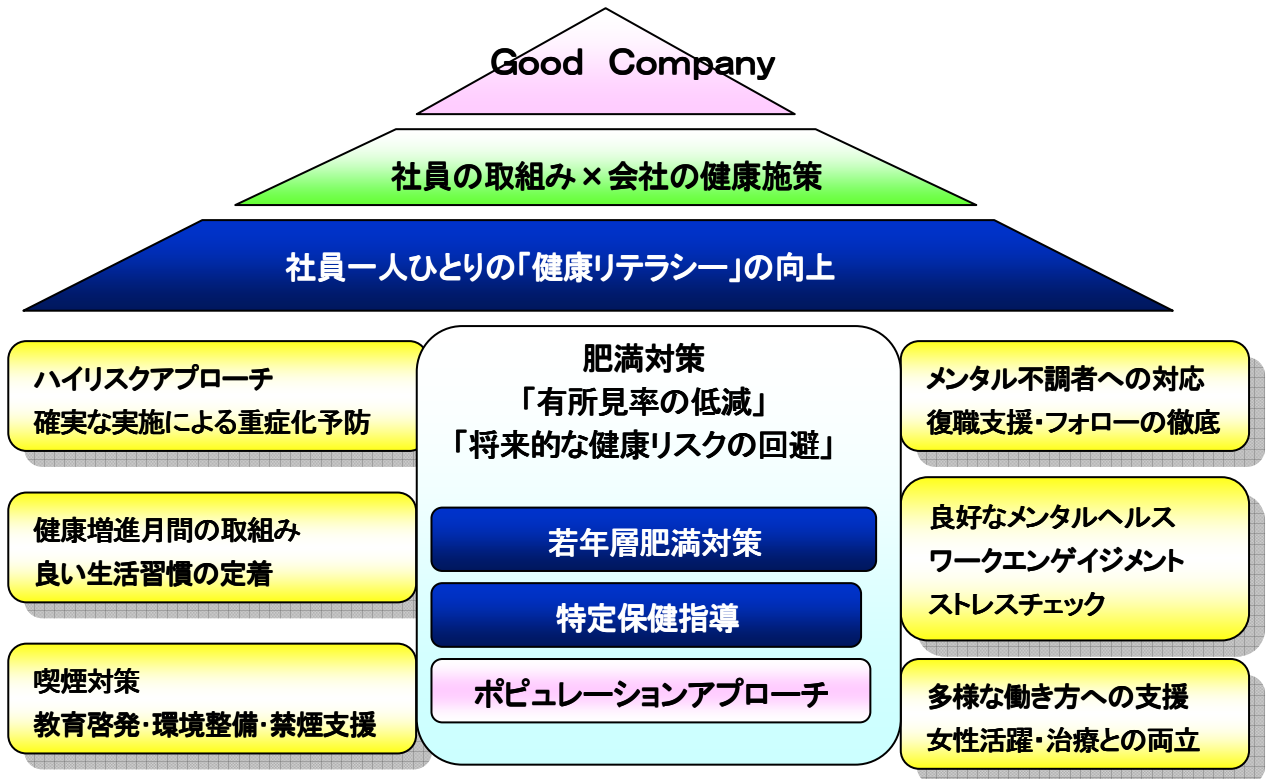 Good Company
社員の取組み×会社の健康施策
社員一人ひとりの「健康リテラシー」の向上
ハイリスクアプローチ
確実な実施による重症化予防
健康増進月間の取組み
良い生活習慣の定着
喫煙対策
教育啓発・環境整備・禁煙支援
肥満対策
「有所見率の低減」
「将来的な健康リスクの回避」
若年層肥満対策
特定保健指導
ポピュレーションアプローチ
メンタル不調者への対応
復職支援・フォローの徹底
良好なメンタルヘルス
ワークエンゲイジメント
ストレスチェック
多様な働き方への支援
女性活躍・治療との両立